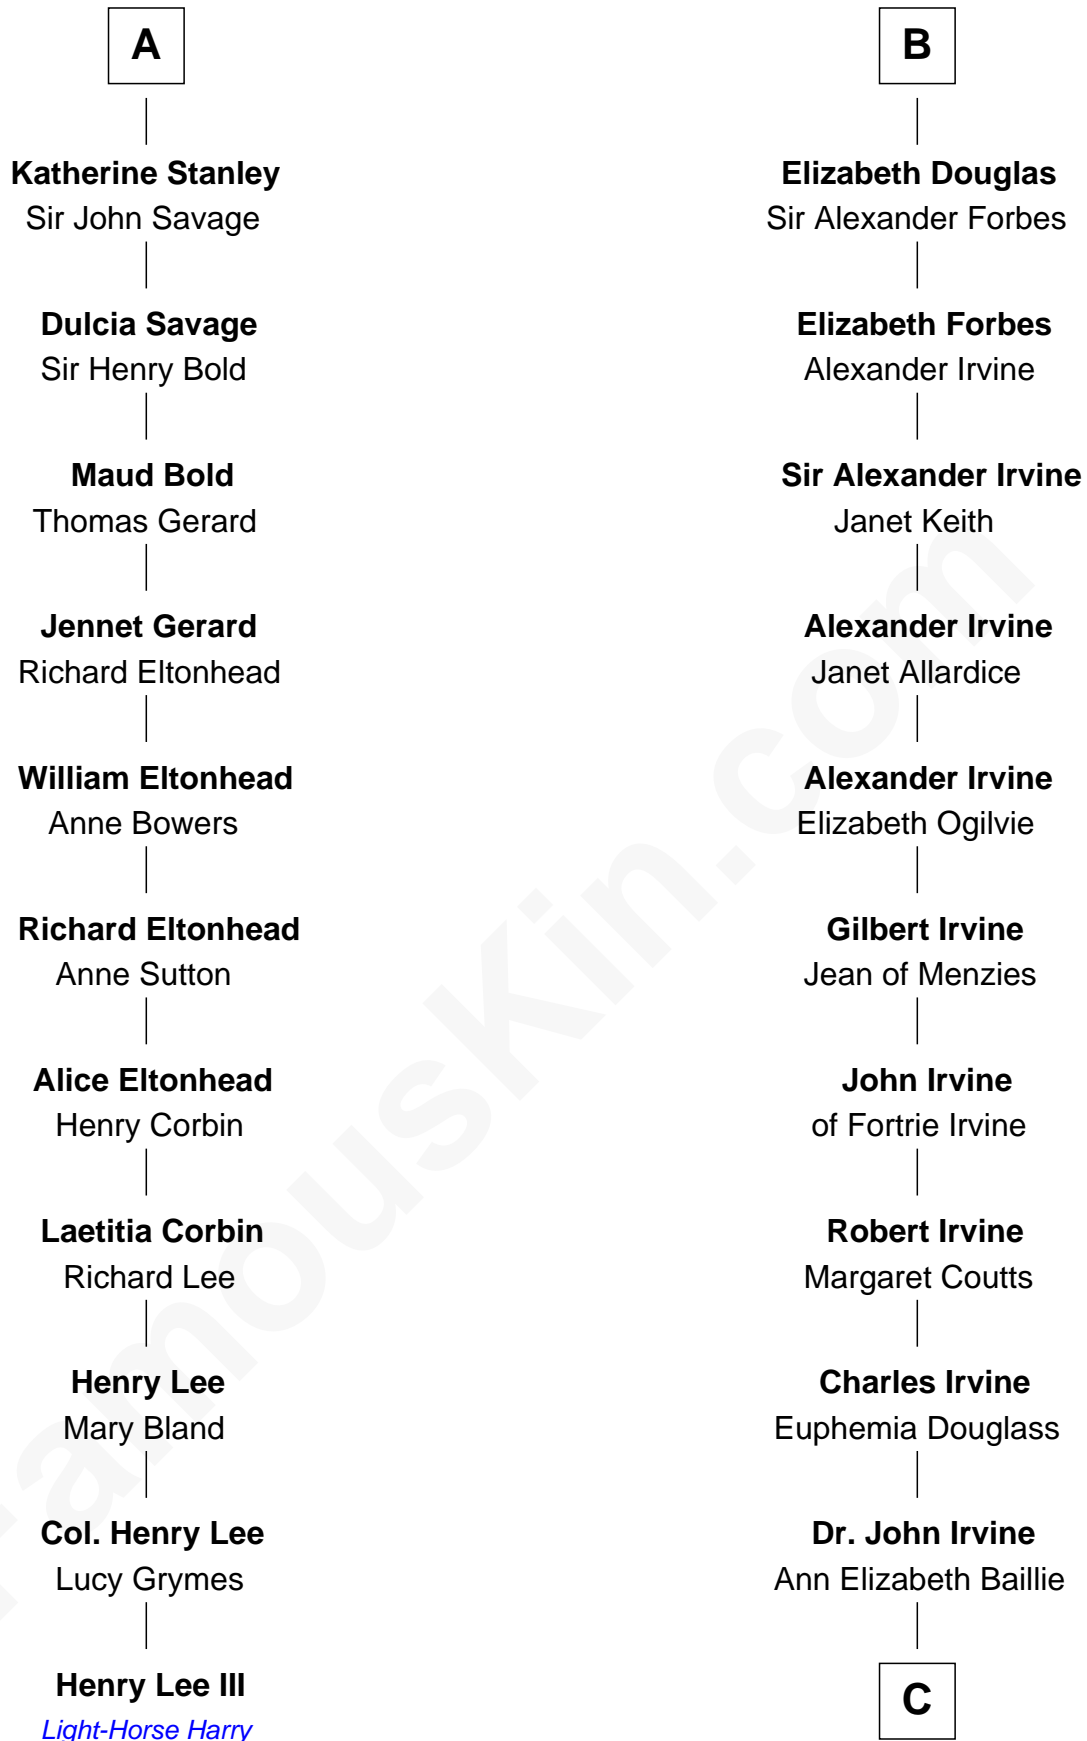 A
Katherine Stanley
Sir John Savage
Dulcia Savage
Sir Henry Bold
Maud Bold
Thomas Gerard
Jennet Gerard
Richard Eltonhead
William Eltonhead
Anne Bowers
Richard Eltonhead
Anne Sutton
Alice Eltonhead
Henry Corbin
Laetitia Corbin
Richard Lee
Henry Lee
Mary Bland
Col. Henry Lee
Lucy Grymes
Henry Lee III
Light-Horse Harry
B
Elizabeth Douglas
Sir Alexander Forbes
Elizabeth Forbes
Alexander Irvine
Sir Alexander Irvine
Janet Keith
Alexander Irvine
Janet Allardice
Alexander Irvine
Elizabeth Ogilvie
Gilbert Irvine
Jean of Menzies
John Irvine
of Fortrie Irvine
Robert Irvine
Margaret Coutts
Charles Irvine
Euphemia Douglass
Dr. John Irvine
Ann Elizabeth Baillie
C
FamousKin.com